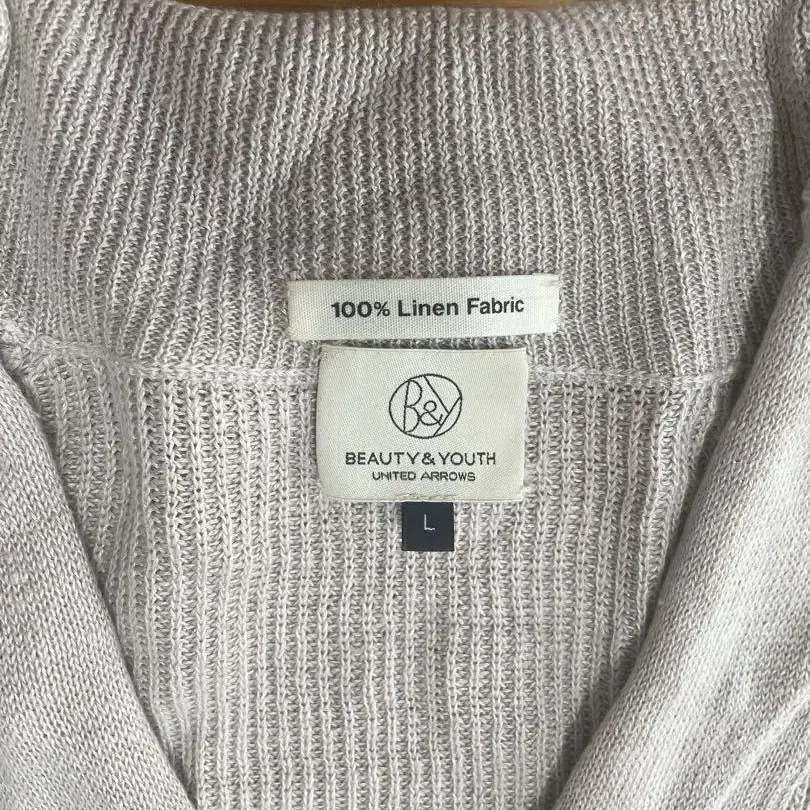 100% Linen Fabric
B&Y
BEAUTY&YOUTH
UNITED ARROWS
L